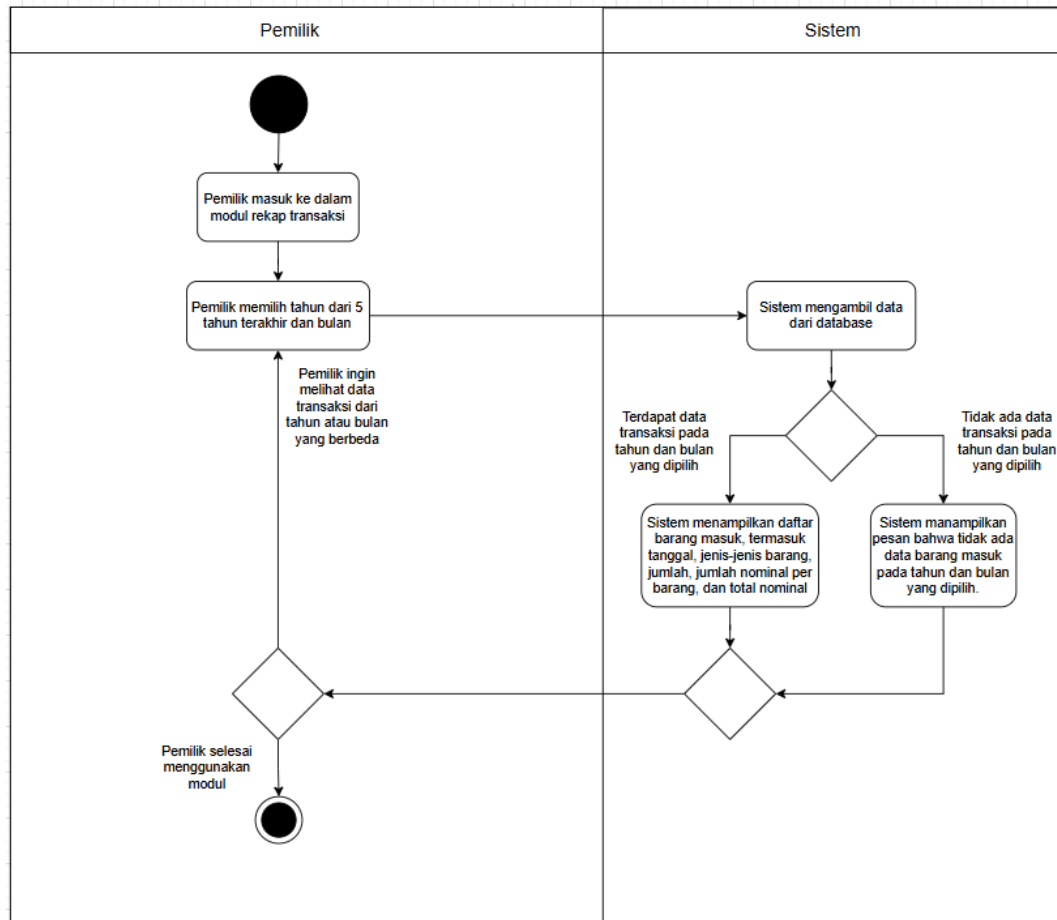 Pemilik
Sistem
Pemilik masuk ke dalam
modul rekap transaksi
Pemilik memilih tahun dari 5
tahun terakhir dan bulan
Sistem mengambil data
dari database
Pemilik ingin
melihat data
transaksi dari
tahun atau bulan
yang berbeda
Terdapat data
transaksi pada
tahun dan bulan
yang dipilih
Tidak ada data
transaksi pada
tahun dan bulan
yang dipilih
Sistem menampilkan daftar
barang masuk, termasuk
tanggal, jenis-jenis barang,
jumlah, jumlah nominal per
barang, dan total nominal
Sistem manampilkan
pesan bahwa tidak ada
data barang masuk
pada tahun dan bulan
yang dipilih.
Pemilik selesai
menggunakan
modul